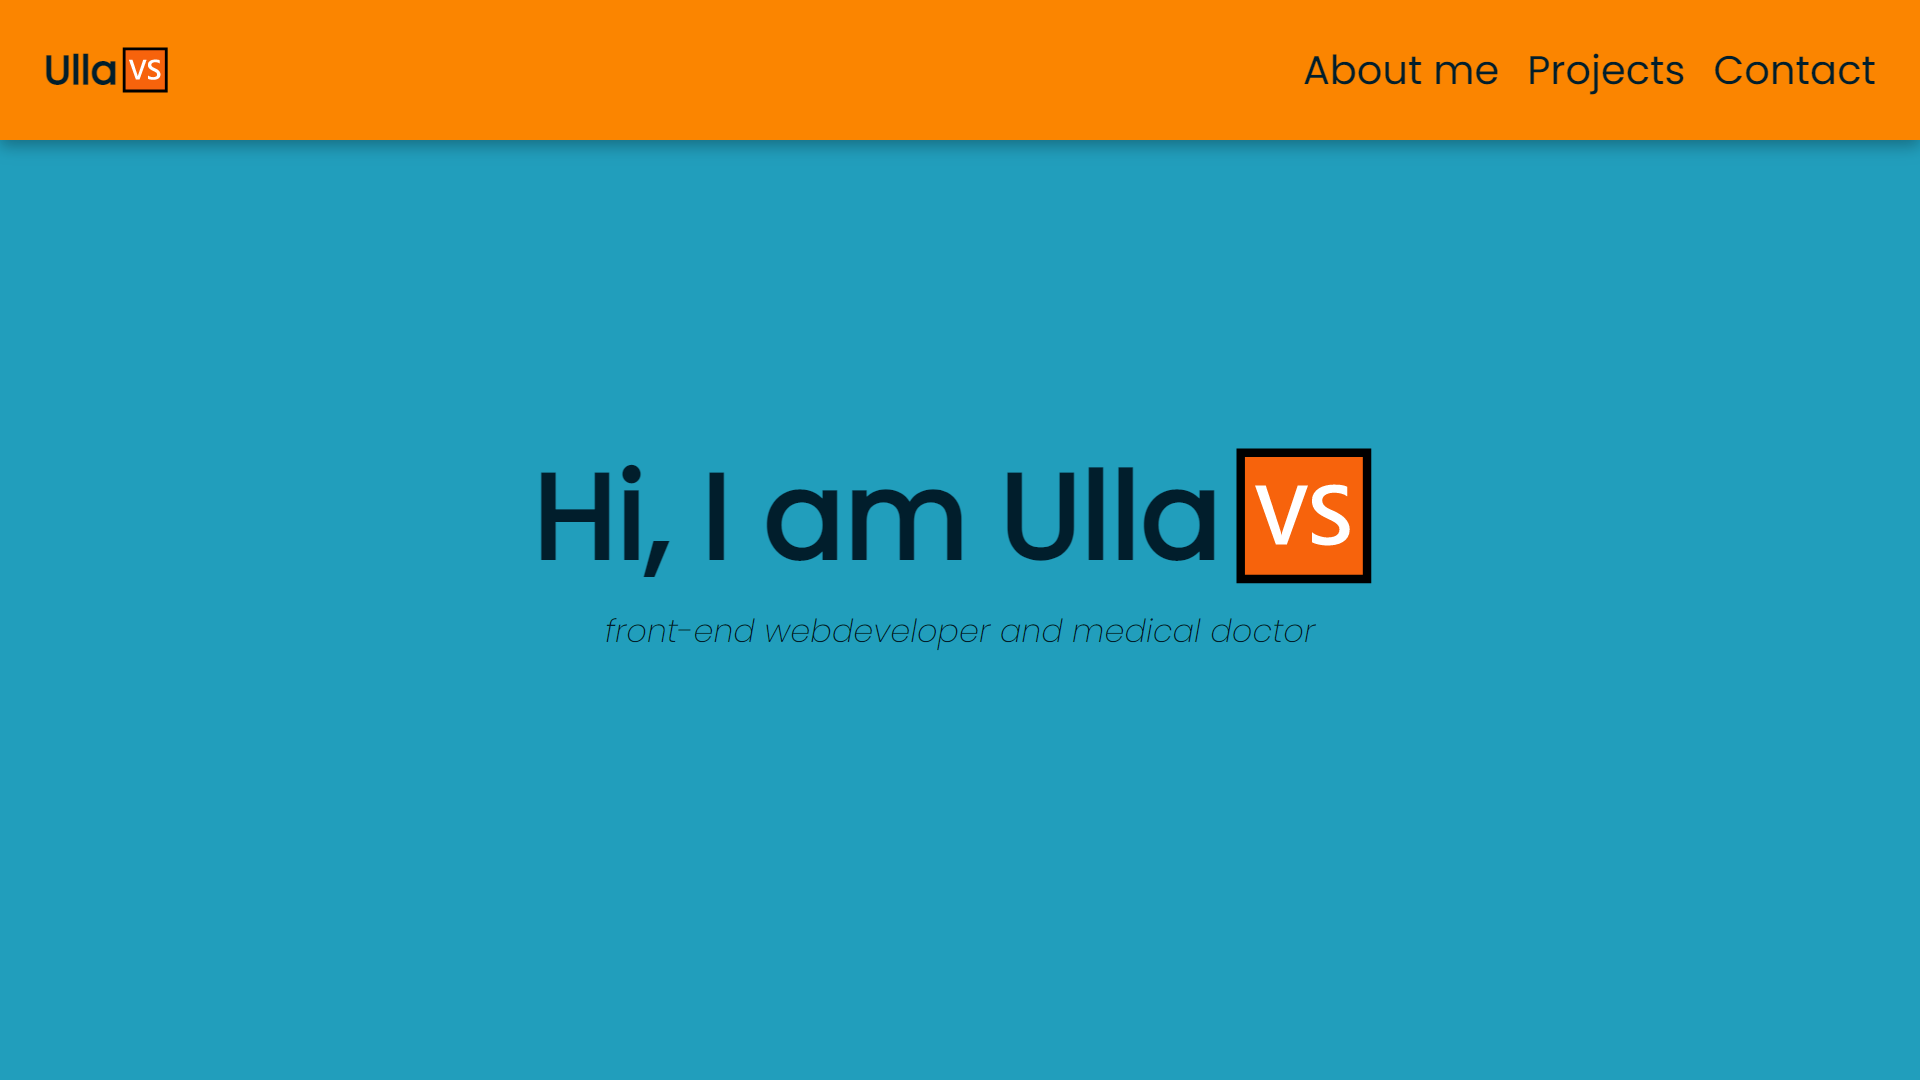 Ulla VS
About me Projects Contact
Hi, I am Ulla VS
front-end webdeveloper and medical doctor